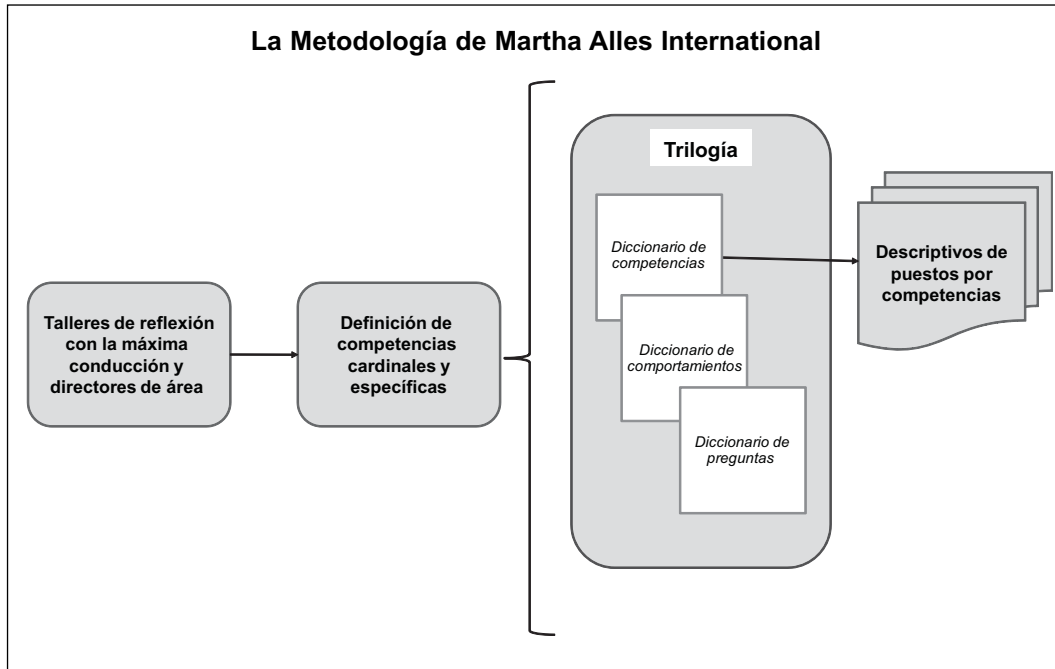 La Metodología de Martha Alles International
Talleres de reflexión
con la máxima
conducción y
directores de área
Definición de
competencias
cardinales y
específicas
Trilogía
Diccionario de
competencias
Diccionario de
comportamientos
Diccionario de
preguntas
Descriptivos de
puestos por
competencias